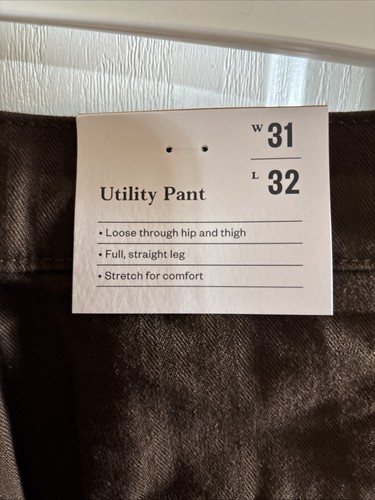 W 31
L 32
Utility Pant
• Loose through hip and thigh
• Full, straight leg
• Stretch for comfort